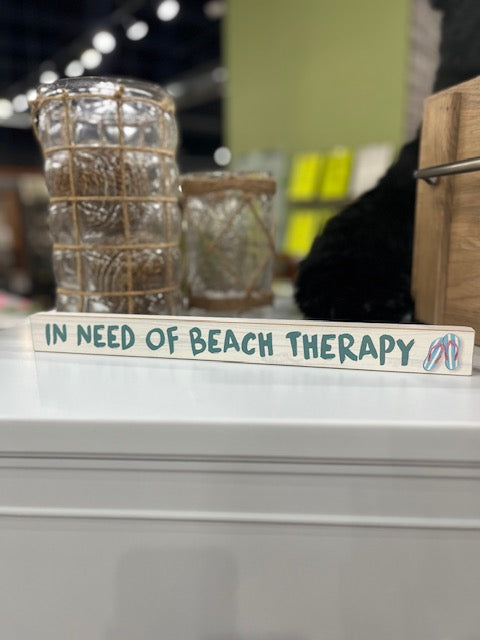 IN NEED OF BEACH THERAPY